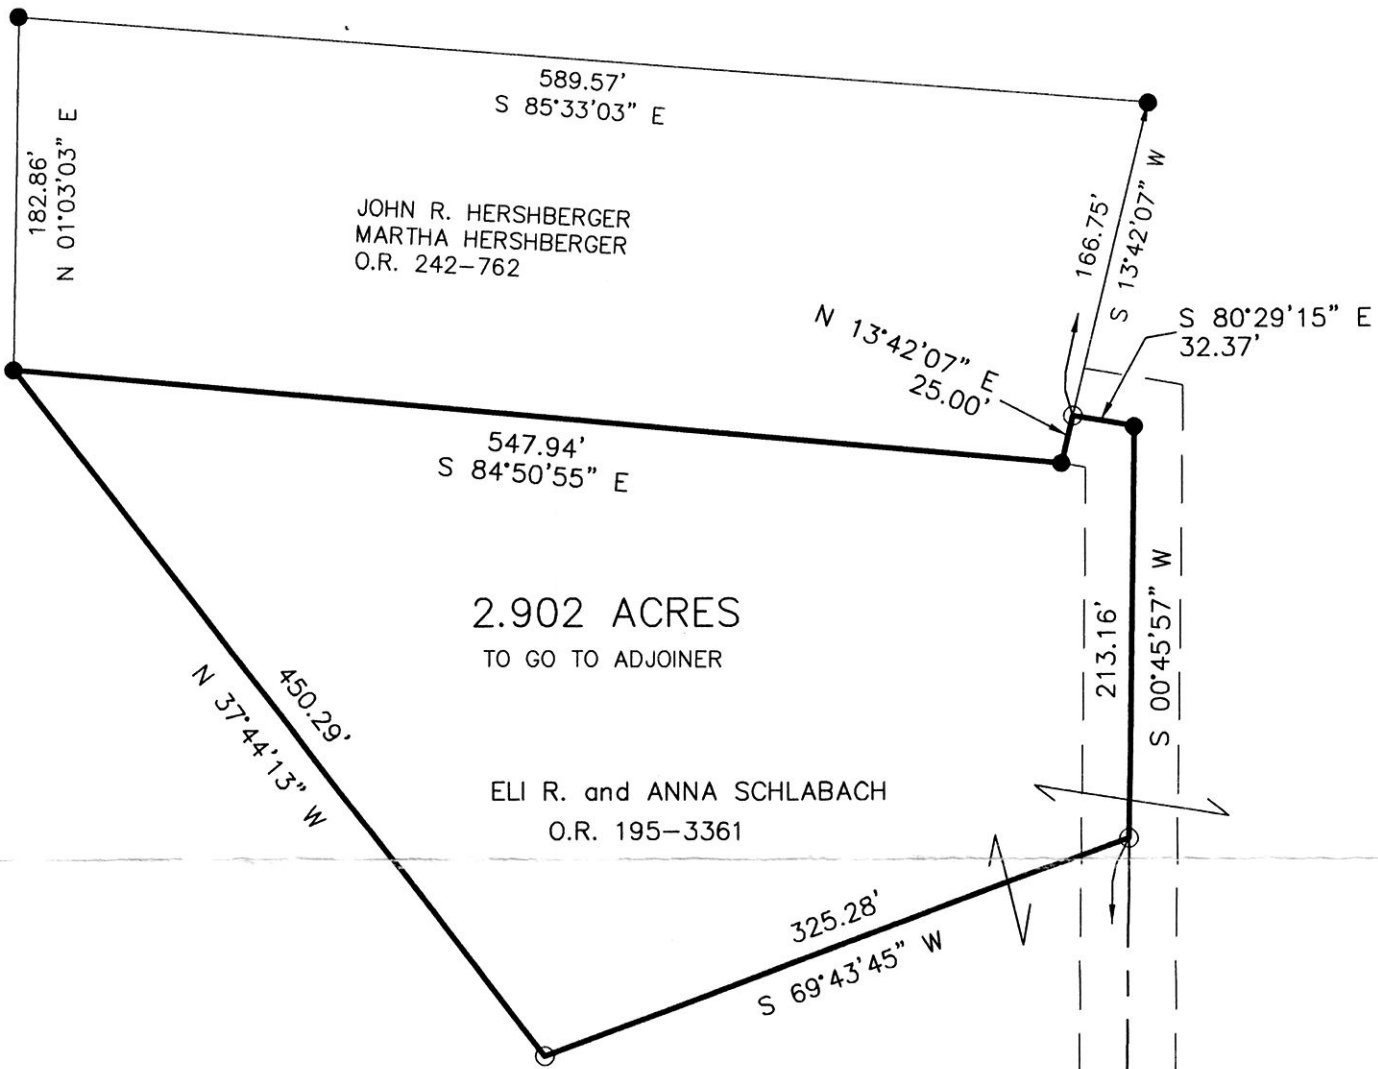 589.57'
S 85°33'03" E
182.86'
N 01°03'03" E
JOHN R. HERSHBERGER
MARTHA HERSHBERGER
O.R. 242-762
166.75'
S 13°42'07" W
N 13°42'07" E
25.00'
S 80°29'15" E
32.37'
547.94'
S 84°50'55" E
2.902 ACRES
TO GO TO ADJOINER
213.16'
S 00°45'57" W
450.29'
N 37°44'13" W
ELI R. and ANNA SCHLABACH
O.R. 195-3361
325.28'
S 69°43'45" W